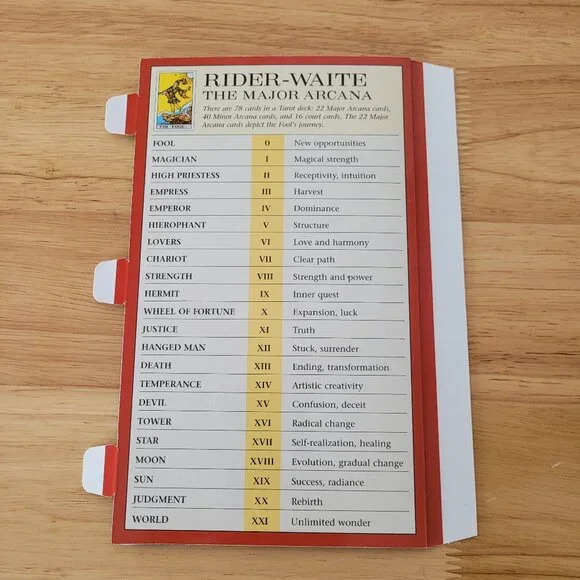 RIDER-WAITE
THE MAJOR ARCANA
There are 78 cards in a Tarot deck: 22 Major Arcana cards,
40 Minor Arcana cards, and 16 court cards. The 22 Major
Arcana cards depict the Fool's journey.
THE FOOL.
FOOL 0 New opportunities
MAGICIAN I Magical strength
HIGH PRIESTESS II Receptivity, intuition
EMPRESS III Harvest
EMPEROR IV Dominance
HIEROPHANT V Structure
LOVERS VI Love and harmony
CHARIOT VII Clear path
STRENGTH VIII Strength and power
HERMIT IX Inner quest
WHEEL OF FORTUNE X Expansion, luck
JUSTICE XI Truth
HANGED MAN XII Stuck, surrender
DEATH XIII Ending, transformation
TEMPERANCE XIV Artistic creativity
DEVIL XV Confusion, deceit
TOWER XVI Radical change
STAR XVII Self-realization, healing
MOON XVIII Evolution, gradual change
SUN XIX Success, radiance
JUDGMENT XX Rebirth
WORLD XXI Unlimited wonder